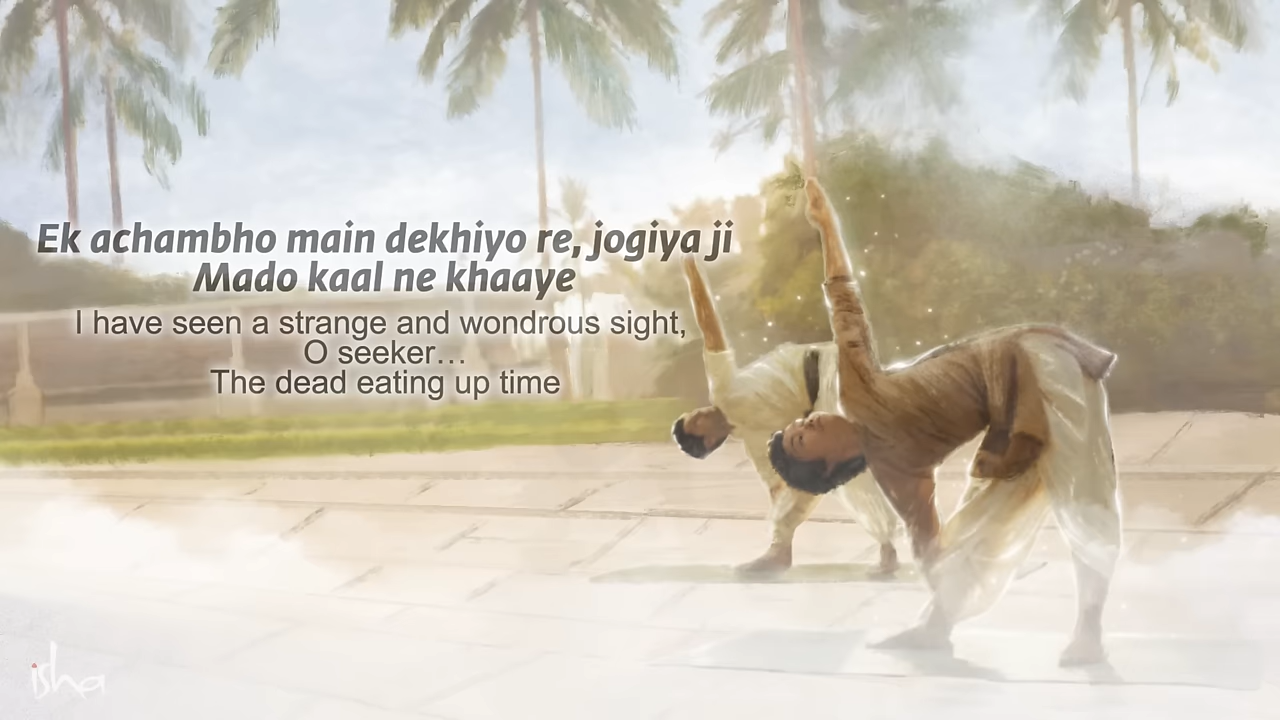 Ek achambho main dekhiyo re, jogiya ji
Mado kaal ne khaaye
I have seen a strange and wondrous sight,
O seeker…
The dead eating up time
isha